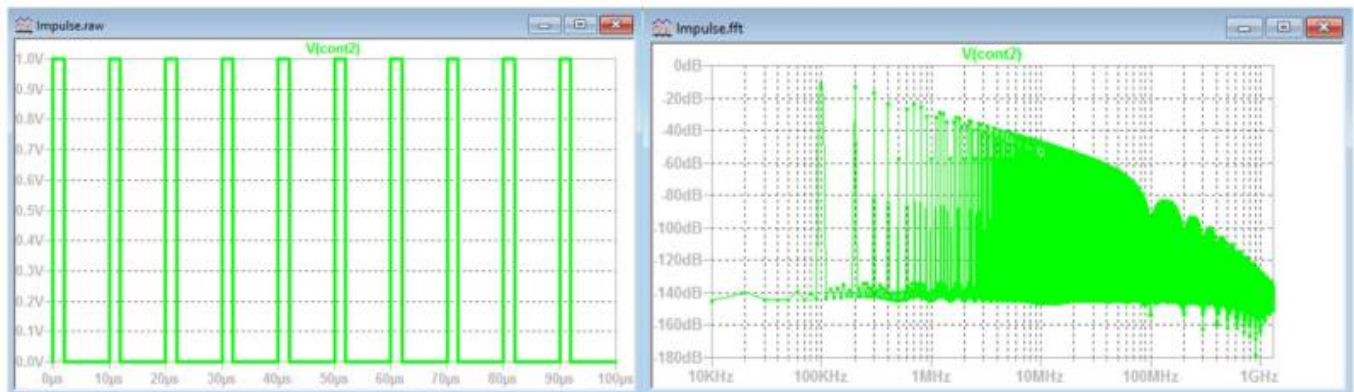 Impulse.raw
V(cont2)
1.0V
0.9V
0.8V
0.7V
0.6V
0.5V
0.4V
0.3V
0.2V
0.1V
0.0V
0µs 10µs 20µs 30µs 40µs 50µs 60µs 70µs 80µs 90µs 100µs
Impulse.fft
V(cont2)
0dB
-20dB
-40dB
-60dB
-80dB
-100dB
-120dB
-140dB
-160dB
-180dB
10KHz 100KHz 1MHz 10MHz 100MHz 1GHz